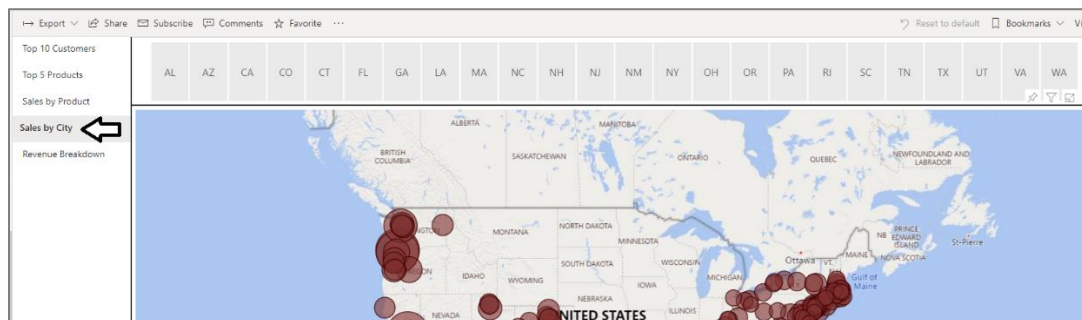 Export Share Subscribe Comments Favorite ··· Reset to default Bookmarks
Top 10 Customers
Top 5 Products
Sales by Product
Sales by City
Revenue Breakdown
AL AZ CA CO CT FL GA LA MA NC NH NJ NM NY OH OR PA RI SC TN TX UT VA WA
ALBERTA
MANITOBA
BRITISH
COLUMBIA
SASKATCHEWAN
ONTARIO
QUEBEC
NEWFOUNDLAND AND
LABRADOR
MONTANA
NORTH DAKOTA
MINNESOTA
NB
PRINCE
EDWARD
ISLAND
St-Pierre
Ottawa
VT.
MAINE
NOVA SCOTIA
SOUTH DAKOTA
WISCONSIN
MICHIGAN
Gulf of
Maine
IDAHO
WYOMING
IOWA
NEBRASKA
NEVADA
UNITED STATES
ILLINOIS